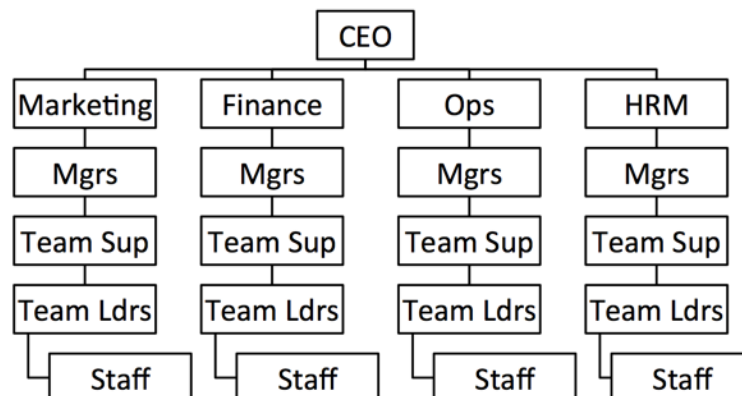 CEO
Marketing Finance Ops HRM
Mgrs Mgrs Mgrs Mgrs
Team Sup Team Sup Team Sup Team Sup
Team Ldrs Team Ldrs Team Ldrs Team Ldrs
Staff Staff Staff Staff